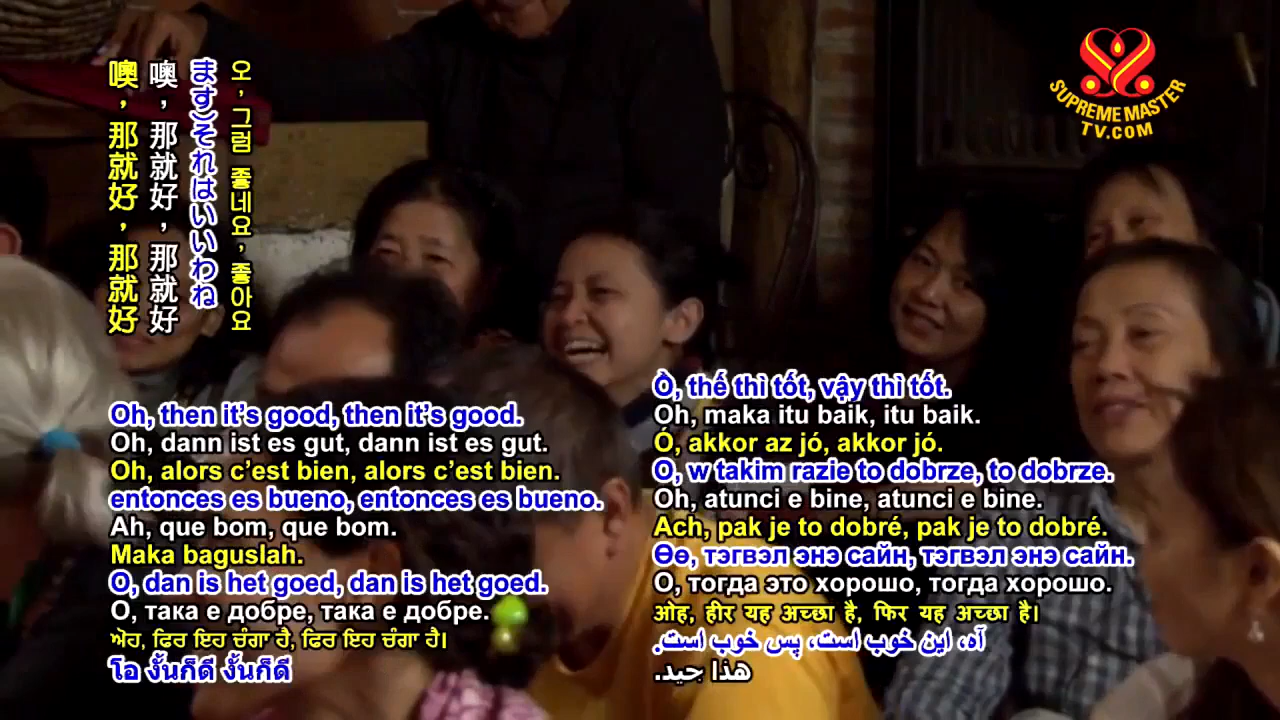 噢，那就好，那就好
噢，那就好，那就好
ます)それはいいわね
오, 그럼 좋네요, 좋아요
SUPREME MASTER
TV.COM
Oh, then it's good, then it's good.
Oh, dann ist es gut, dann ist es gut.
Oh, alors c'est bien, alors c'est bien.
entonces es bueno, entonces es bueno.
Ah, que bom, que bom.
Maka baguslah.
O, dan is het goed, dan is het goed.
О, така е добре, така е добре.
ਅੋਹ, ਫਿਰ ਇਹ ਚੰਗਾ ਹੈ, ਫਿਰ ਇਹ ਚੰਗਾ ਹੈ।
โอ งั้นก็ดี งั้นก็ดี
Ồ, thế thì tốt, vậy thì tốt.
Oh, maka itu baik, itu baik.
Ó, akkor az jó, akkor jó.
O, w takim razie to dobrze, to dobrze.
Oh, atunci e bine, atunci e bine.
Ach, pak je to dobré, pak je to dobré.
Өө, тэгвэл энэ сайн, тэгвэл энэ сайн.
О, тогда это хорошо, тогда хорошо.
ओह, हीर यह अच्छा है, फिर यह अच्छा है।
آه، این خوب است، پس خوب است.
هذا جيد.